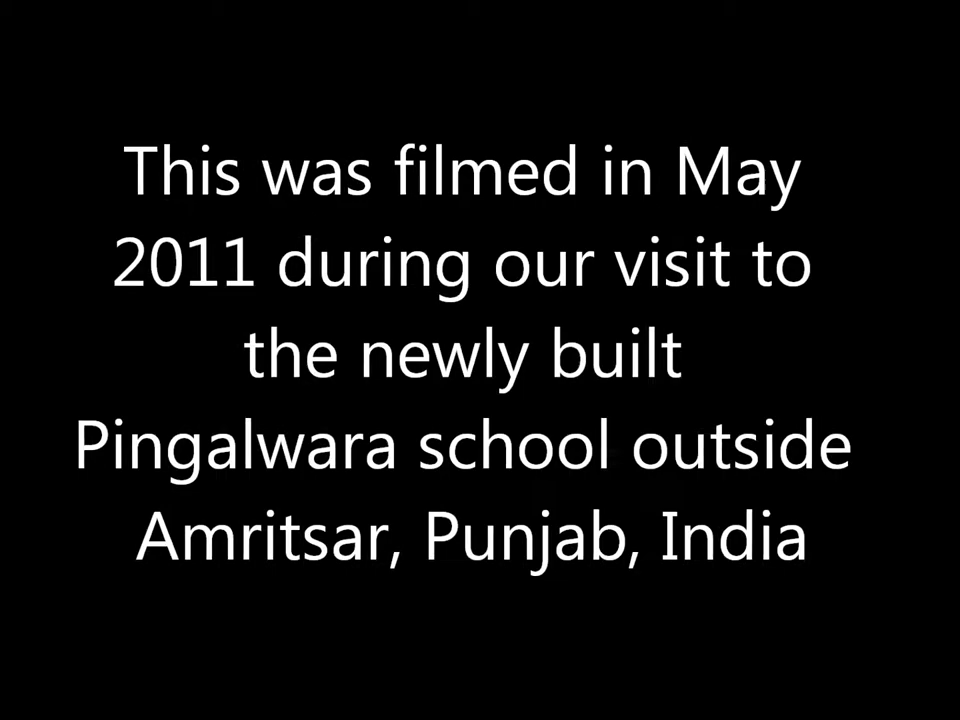 This was filmed in May
2011 during our visit to
the newly built
Pingalwara school outside
Amritsar, Punjab, India